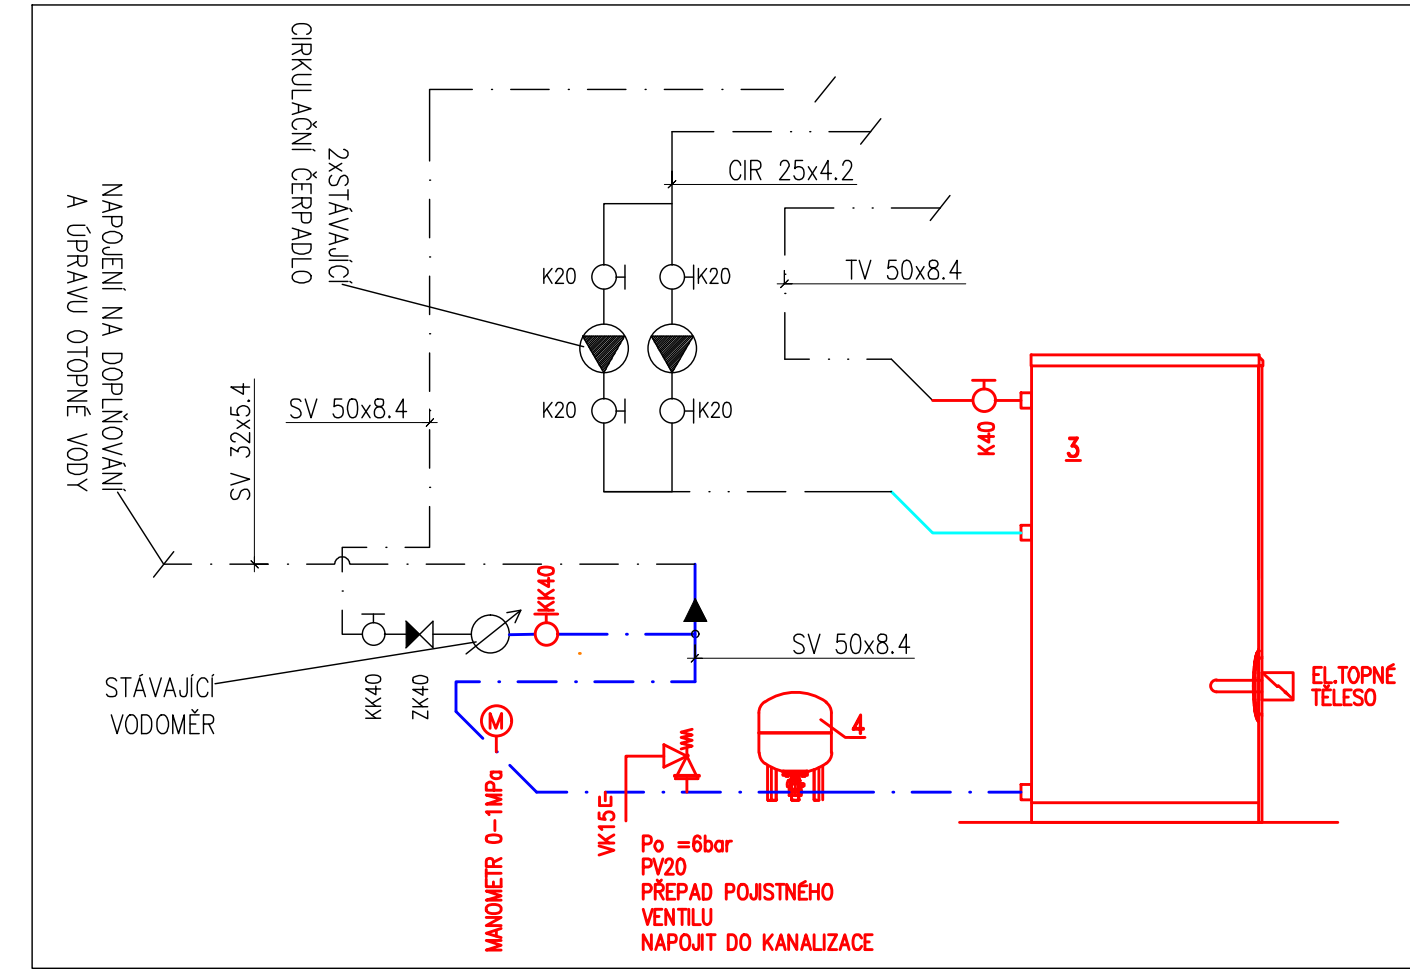 CIRKULAČNÍ ČERPADLO
2xSTÁVAJÍCÍ
NAPOJENÍ NA DOPLŇOVÁNÍ
A ÚPRAVU OTOPNÉ VODY
CIR 25x4.2
TV 50x8.4
K20
K20
K20
K20
SV 50x8.4
SV 32x5.4
K40
3
KK40
SV 50x8.4
STÁVAJÍCÍ
VODOMĚR
KK40
ZK40
M
4
EL.TOPNÉ
TĚLESO
MANOMETR 0-1MPa
VK15
Po =6bar
PV20
PŘEPAD POJISTNÉHO
VENTILU
NAPOJIT DO KANALIZACE